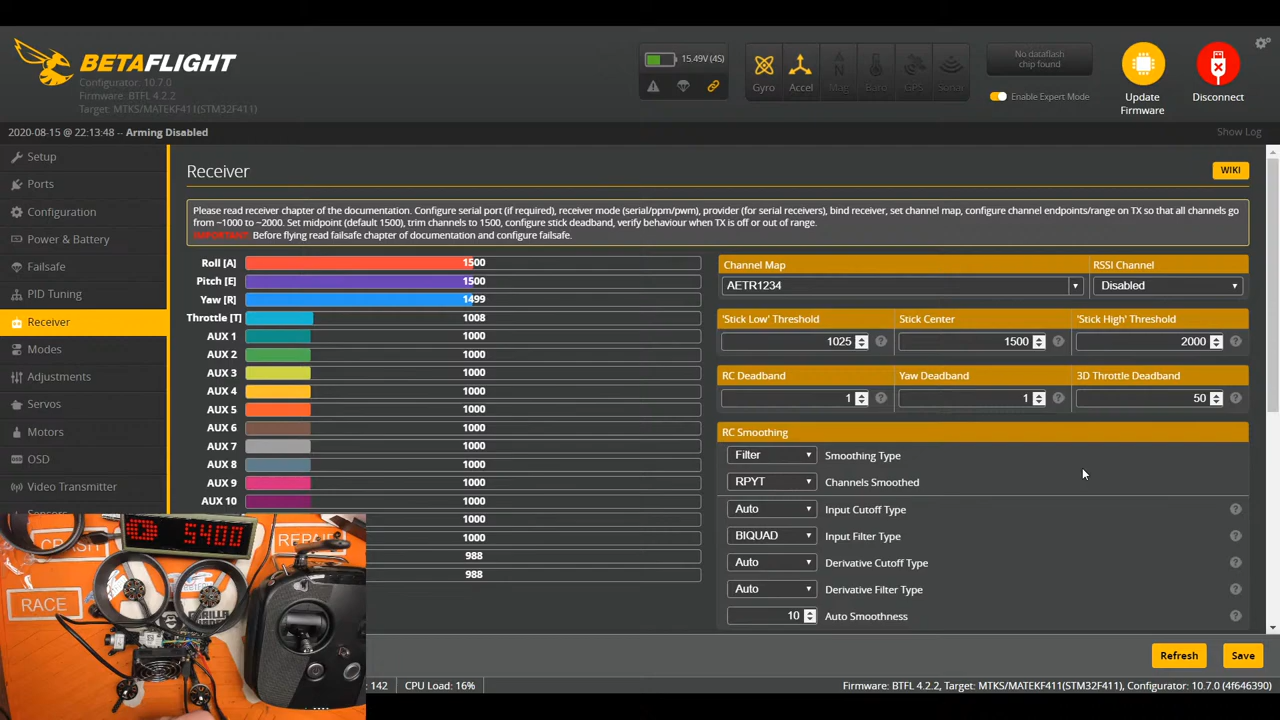 BETAFLIGHT
Configurator: 10.7.0
Firmware: BTFL 4.2.2
Target: MTKS/MATEKF411(STM32F411)
15.49V (4S)
Gyro
Accel
Mag
Baro
GPS
Sonar
No dataflash
chip found
Enable Expert Mode
Update
Firmware
Disconnect
2020-08-15 @ 22:13:48 -- Arming Disabled
Show Log
Setup
Ports
Configuration
Power & Battery
Failsafe
PID Tuning
Receiver
Modes
Adjustments
Servos
Motors
OSD
Video Transmitter
Receiver
WIKI
Please read receiver chapter of the documentation. Configure serial port (if required), receiver mode (serial/ppm/pwm), provider (for serial receivers), bind receiver, set channel map, configure channel endpoints/range on TX so that all channels go
from ~1000 to ~2000. Set midpoint (default 1500), trim channels to 1500, configure stick deadband, verify behaviour when TX is off or out of range.
IMPORTANT: Before flying read failsafe chapter of documentation and configure failsafe.
Roll [A] 1500
Pitch [E] 1500
Yaw [R] 1499
Throttle [T] 1008
AUX 1 1000
AUX 2 1000
AUX 3 1000
AUX 4 1000
AUX 5 1000
AUX 6 1000
AUX 7 1000
AUX 8 1000
AUX 9 1000
AUX 10 1000
1000
1000
988
988
Channel Map
RSSI Channel
AETR1234
Disabled
'Stick Low' Threshold
Stick Center
'Stick High' Threshold
1025
1500
2000
RC Deadband
Yaw Deadband
3D Throttle Deadband
1
1
50
RC Smoothing
Filter Smoothing Type
RPYT Channels Smoothed
Auto Input Cutoff Type
BIQUAD Input Filter Type
Auto Derivative Cutoff Type
Auto Derivative Filter Type
10 Auto Smoothness
Refresh
Save
CRASH
5400
REPAIR
RACE
: 142
CPU Load: 16%
Firmware: BTFL 4.2.2, Target: MTKS/MATEKF411(STM32F411), Configurator: 10.7.0 (4f646390)